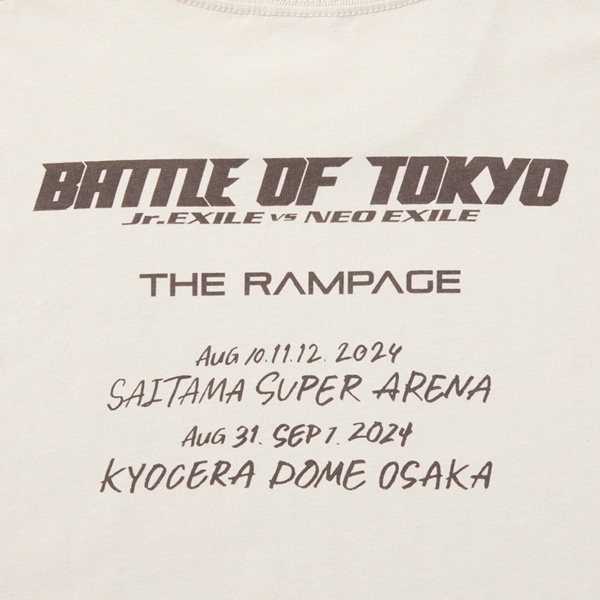 BATTLE OF TOKYO
Jr.EXILE VS NEO EXILE
THE RAMPAGE
AUG 10.11.12. 2024
SAITAMA SUPER ARENA
AUG 31. SEP 1. 2024
KYOCERA DOME OSAKA